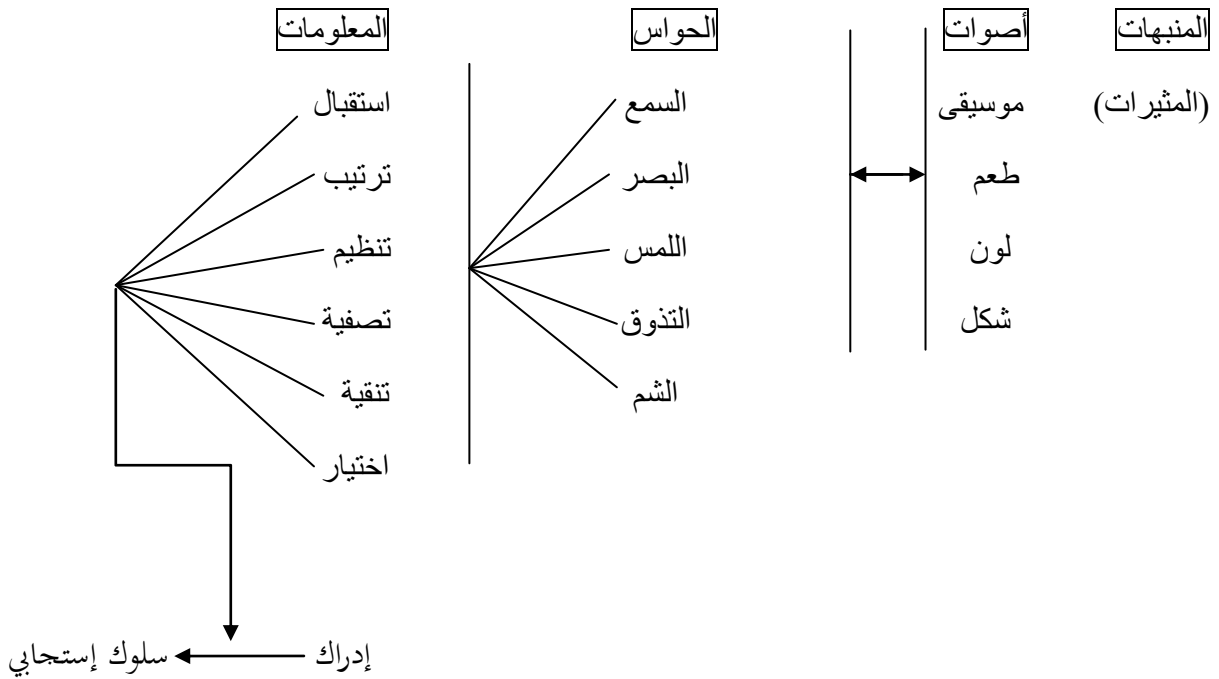 المنبهات أصوات الحواس المعلومات
(المثيرات) موسيقى السمع استقبال
طعم البصر ترتيب
لون اللمس تنظيم
شكل التذوق تصفية
الشم تنقية
اختيار
إدراك سلوك إستجابي